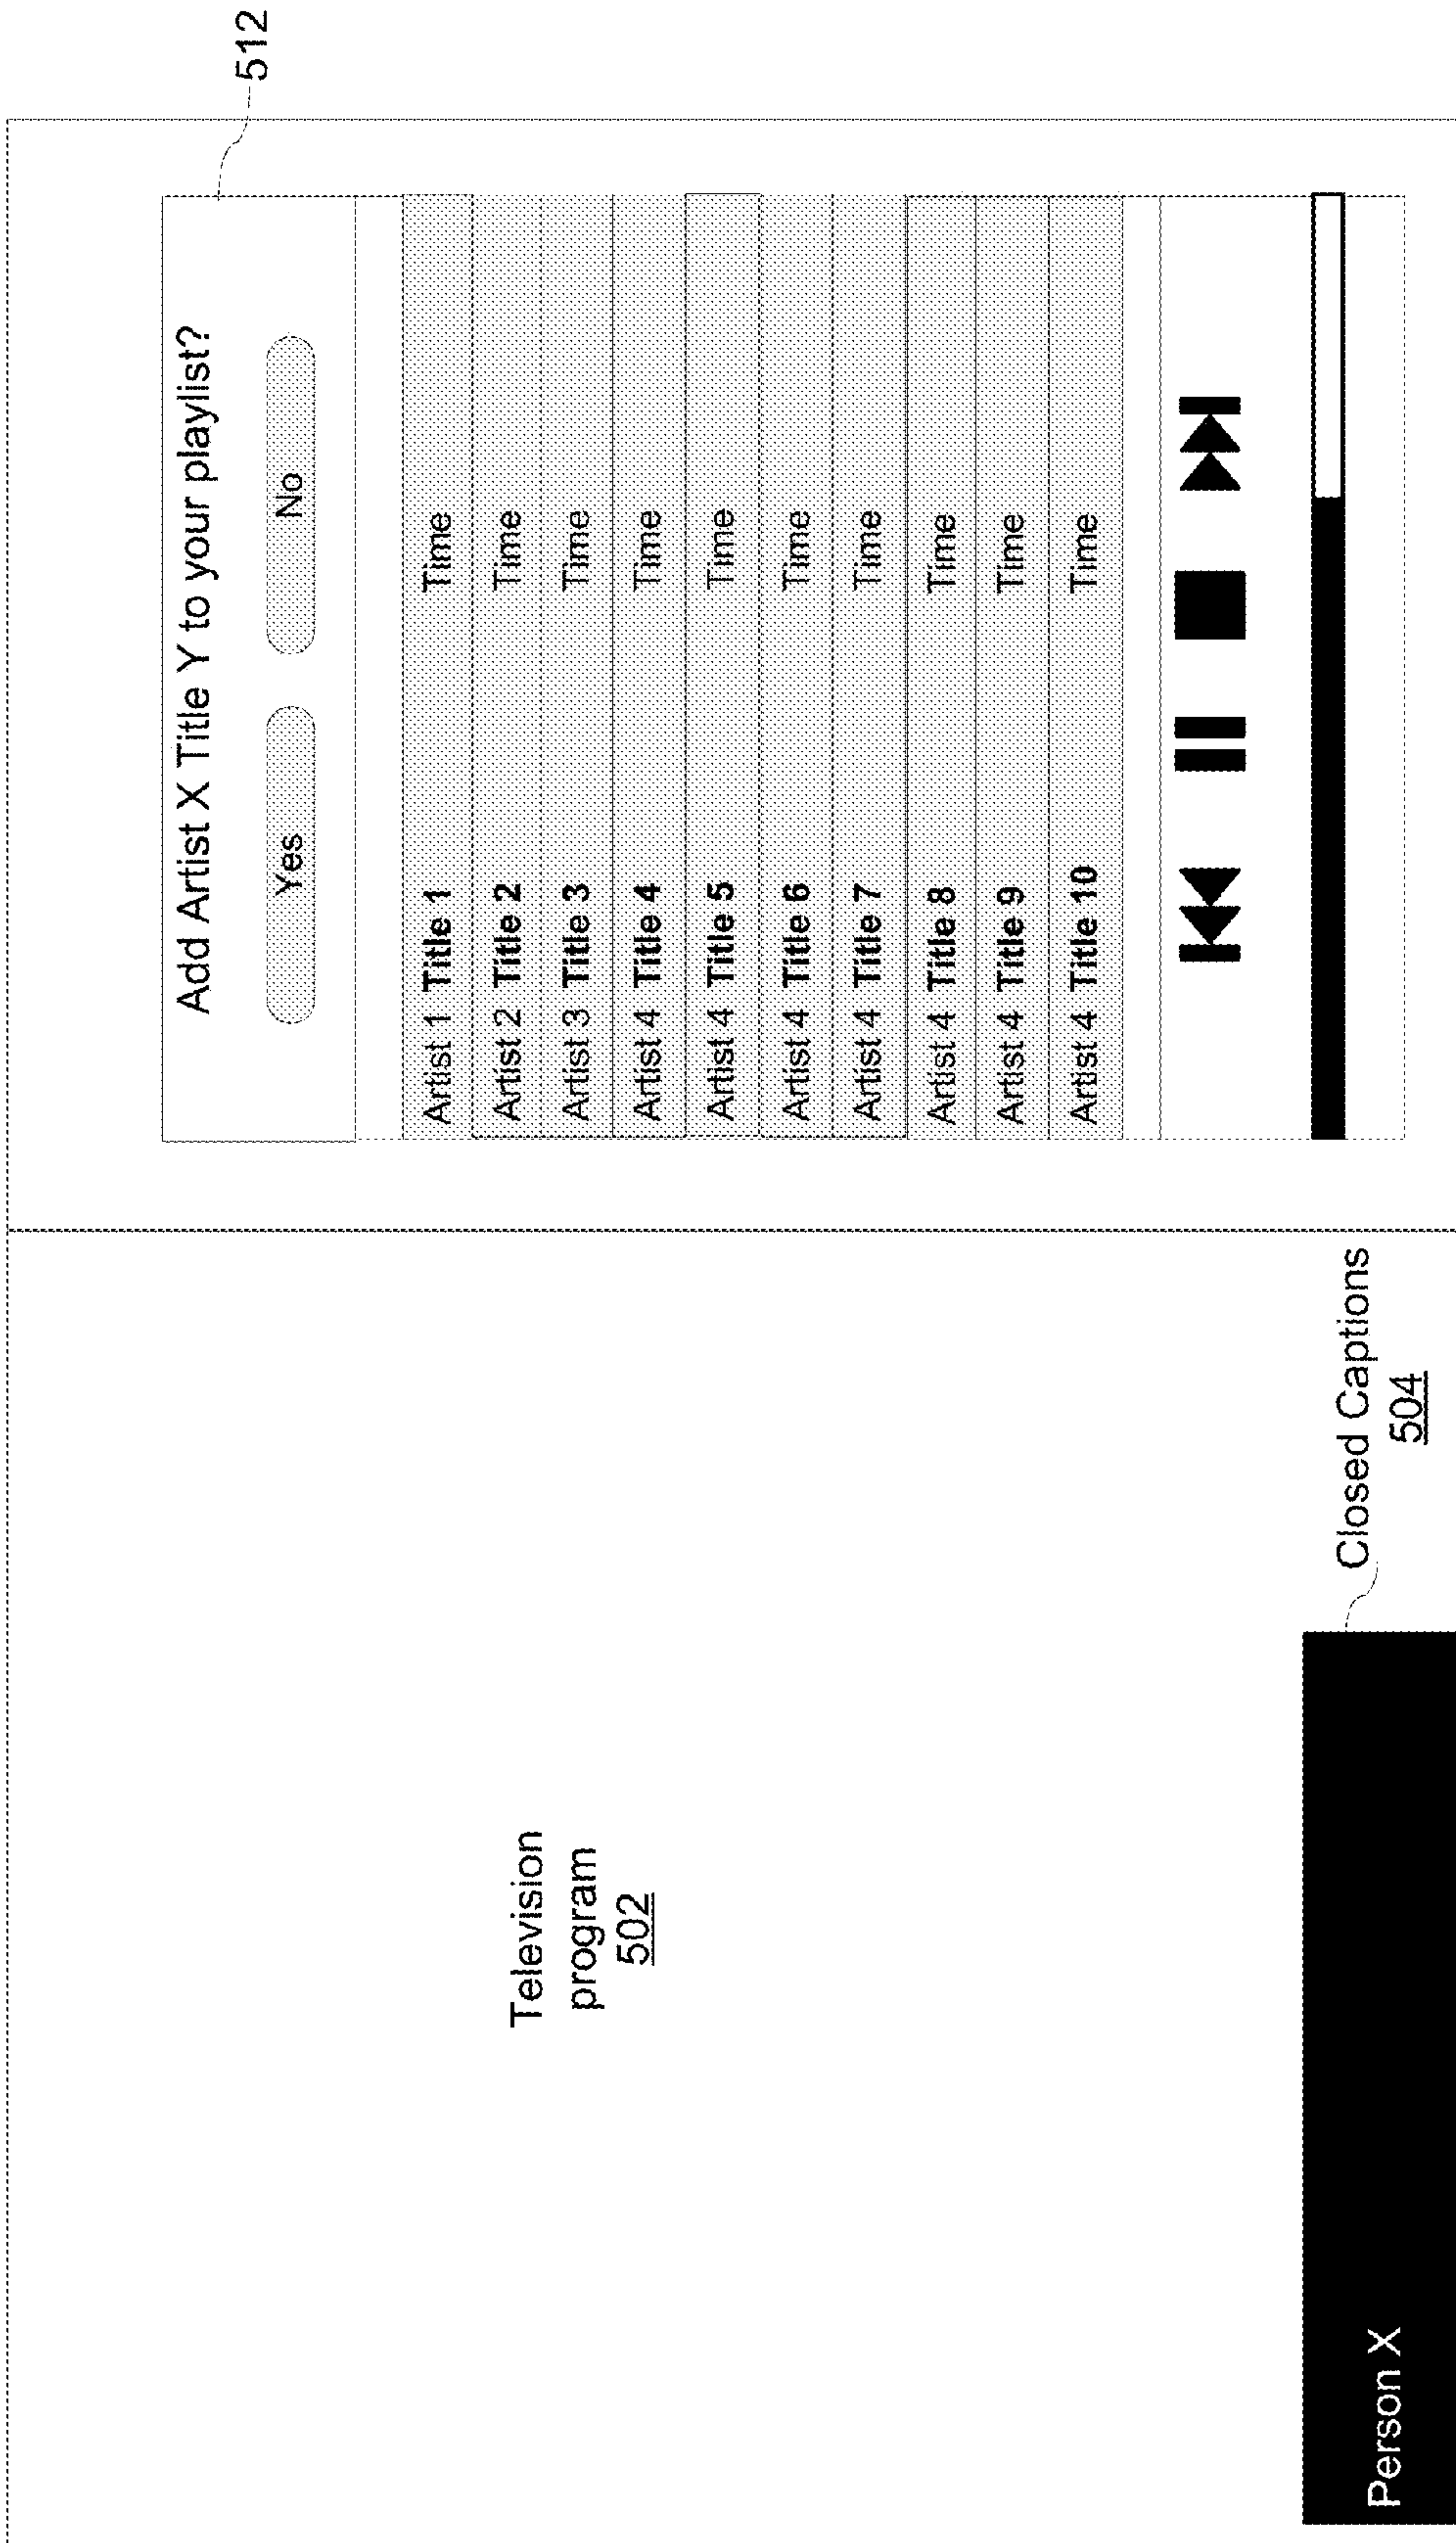 Television
program
502
Person X
Closed Captions
504
512
Add Artist X Title Y to your playlist?
Yes No
Artist 1 Title 1 Time
Artist 2 Title 2 Time
Artist 3 Title 3 Time
Artist 4 Title 4 Time
Artist 4 Title 5 Time
Artist 4 Title 6 Time
Artist 4 Title 7 Time
Artist 4 Title 8 Time
Artist 4 Title 9 Time
Artist 4 Title 10 Time